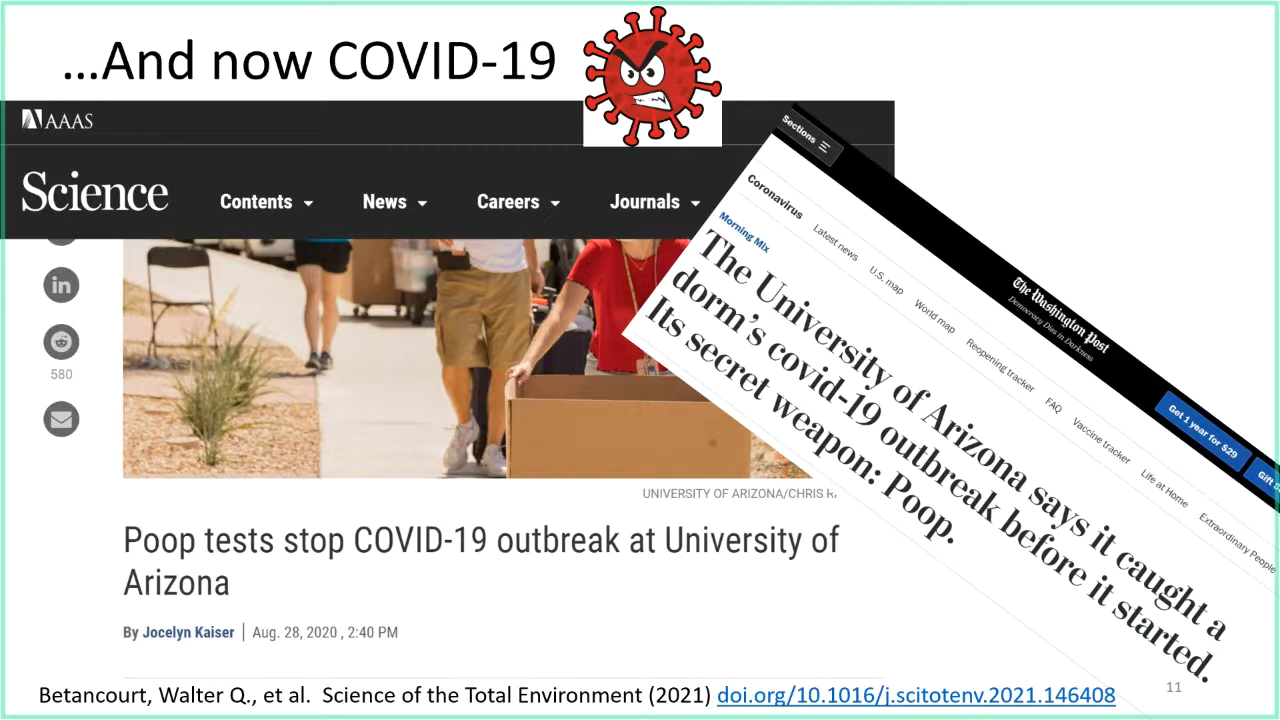 ...And now COVID-19
AAAS
Science
Contents
News
Careers
Journals
in
580
UNIVERSITY OF ARIZONA/CHRIS
Poop tests stop COVID-19 outbreak at University of
Arizona
By Jocelyn Kaiser | Aug. 28, 2020 , 2:40 PM
Sections
The Washington Post
Democracy Dies in Darkness
Get 1 year for $29
Gift
Coronavirus
Latest news
U.S. map
World map
Reopening tracker
FAQ
Vaccine tracker
Life at Home
Extraordinary People
Morning Mix
The University of Arizona says it caught a
dorm's covid-19 outbreak before it started.
Its secret weapon: Poop.
Betancourt, Walter Q., et al. Science of the Total Environment (2021) doi.org/10.1016/j.scitotenv.2021.146408
11